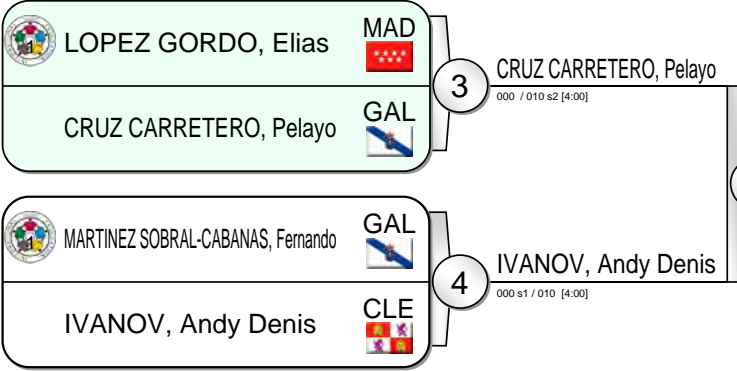 LOPEZ GORDO, Elias MAD
CRUZ CARRETERO, Pelayo GAL
3
CRUZ CARRETERO, Pelayo
000 / 010 s2 [4:00]
MARTINEZ SOBRAL-CABANAS, Fernando GAL
IVANOV, Andy Denis CLE
4
IVANOV, Andy Denis
000 s1 / 010 [4:00]